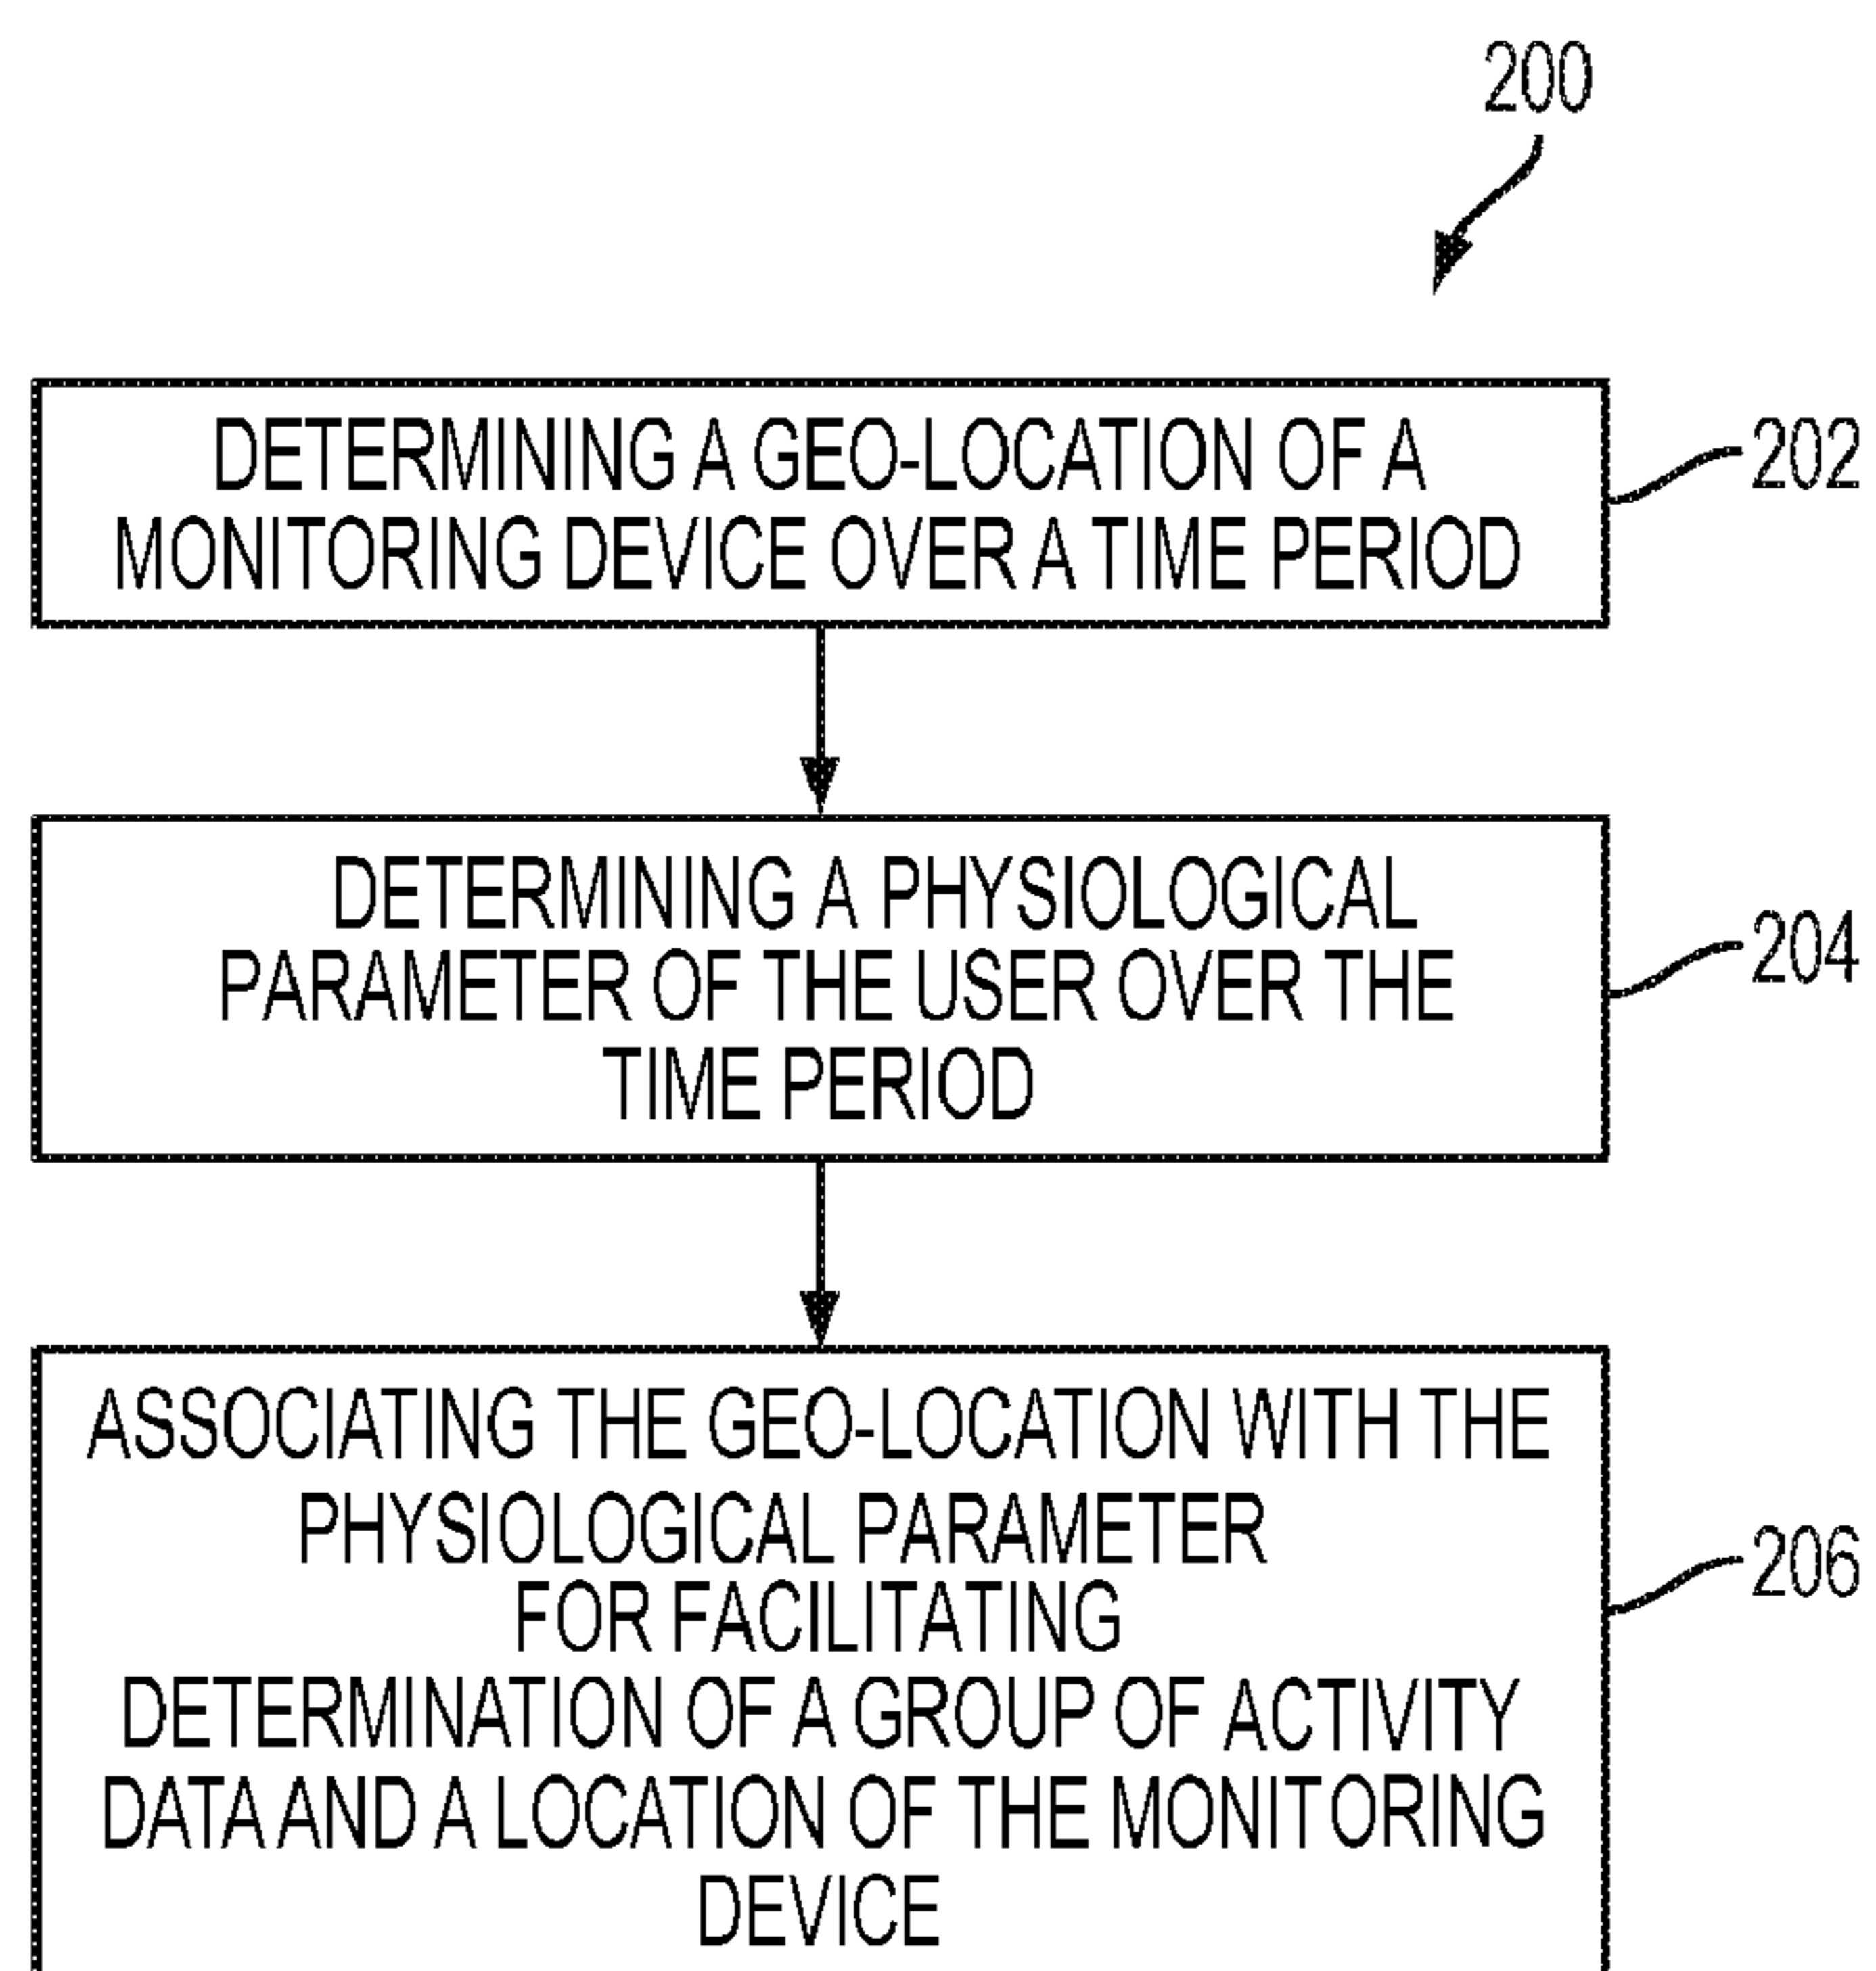 200
DETERMINING A GEO-LOCATION OF A
MONITORING DEVICE OVER A TIME PERIOD
202
DETERMINING A PHYSIOLOGICAL
PARAMETER OF THE USER OVER THE
TIME PERIOD
204
ASSOCIATING THE GEO-LOCATION WITH THE
PHYSIOLOGICAL PARAMETER
FOR FACILITATING
DETERMINATION OF A GROUP OF ACTIVITY
DATA AND A LOCATION OF THE MONITORING
DEVICE
206